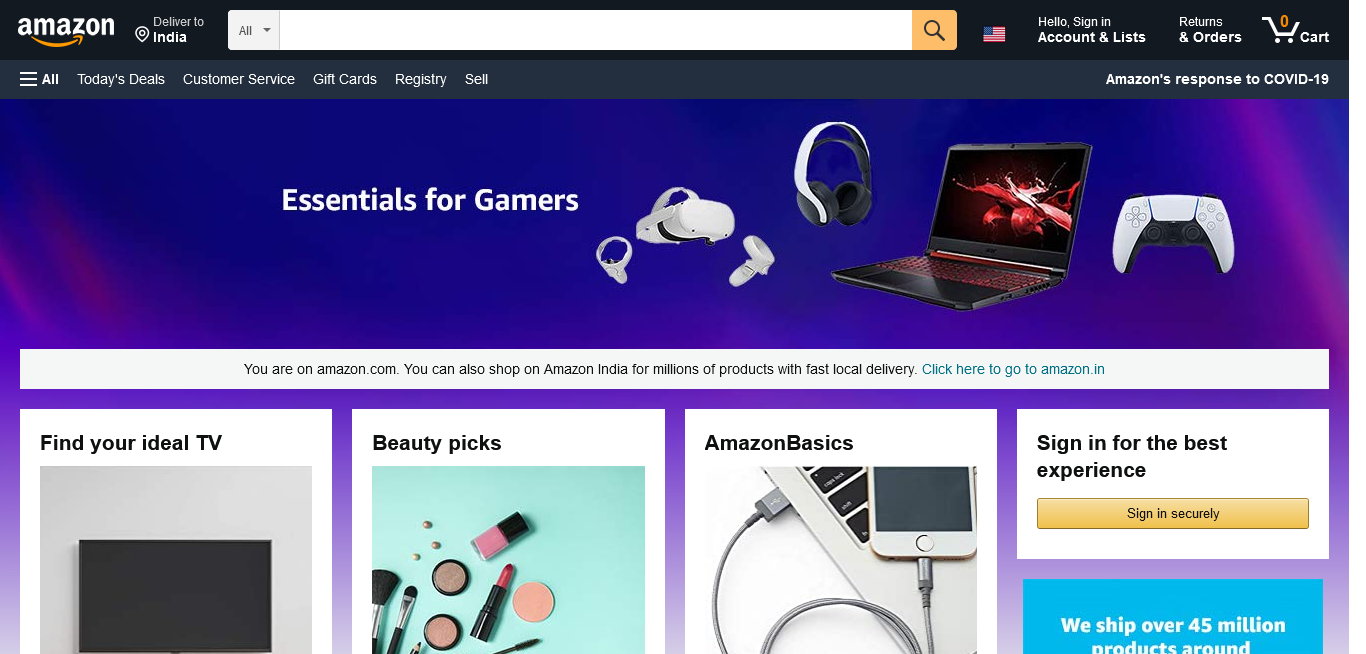 amazon
Deliver to
India
All
Hello, Sign in
Account & Lists
Returns
& Orders
0
Cart
All
Today's Deals
Customer Service
Gift Cards
Registry
Sell
Amazon's response to COVID-19
Essentials for Gamers
You are on amazon.com. You can also shop on Amazon India for millions of products with fast local delivery. Click here to go to amazon.in
Find your ideal TV
Beauty picks
AmazonBasics
caps lock
Sign in for the best
experience
Sign in securely
We ship over 45 million
products around